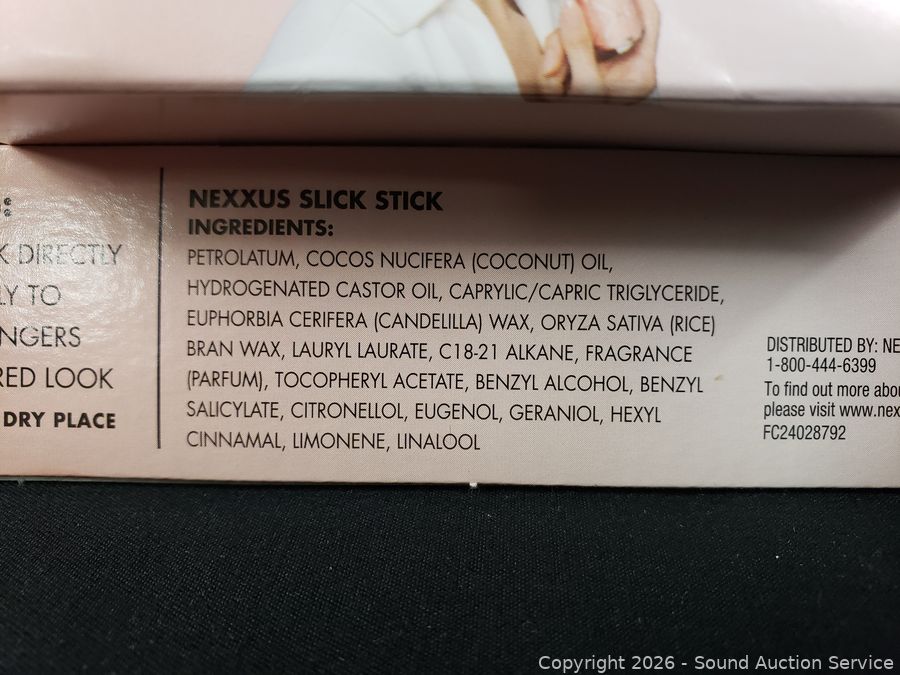 K DIRECTLY
LY TO
NGERS
RED LOOK
DRY PLACE
NEXXUS SLICK STICK
INGREDIENTS:
PETROLATUM, COCOS NUCIFERA (COCONUT) OIL,
HYDROGENATED CASTOR OIL, CAPRYLIC/CAPRIC TRIGLYCERIDE,
EUPHORBIA CERIFERA (CANDELILLA) WAX, ORYZA SATIVA (RICE)
BRAN WAX, LAURYL LAURATE, C18-21 ALKANE, FRAGRANCE
(PARFUM), TOCOPHERYL ACETATE, BENZYL ALCOHOL, BENZYL
SALICYLATE, CITRONELLOL, EUGENOL, GERANIOL, HEXYL
CINNAMAL, LIMONENE, LINALOOL
DISTRIBUTED BY: NE
1-800-444-6399
To find out more abou
please visit www.nex
FC24028792
Copyright © 2026 - Sound Auction Service